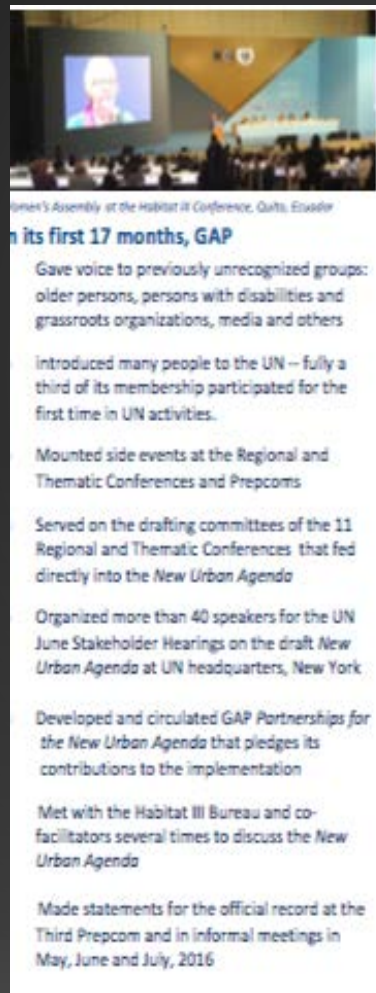 Women's Assembly at the Habitat III Conference, Quito, Ecuador
n its first 17 months, GAP
Gave voice to previously unrecognized groups:
older persons, persons with disabilities and
grassroots organizations, media and others
introduced many people to the UN – fully a
third of its membership participated for the
first time in UN activities.
Mounted side events at the Regional and
Thematic Conferences and Prepcoms
Served on the drafting committees of the 11
Regional and Thematic Conferences that fed
directly into the New Urban Agenda
Organized more than 40 speakers for the UN
June Stakeholder Hearings on the draft New
Urban Agenda at UN headquarters, New York
Developed and circulated GAP Partnerships for
the New Urban Agenda that pledges its
contributions to the implementation
Met with the Habitat III Bureau and co-
facilitators several times to discuss the New
Urban Agenda
Made statements for the official record at the
Third Prepcom and in informal meetings in
May, June and July, 2016